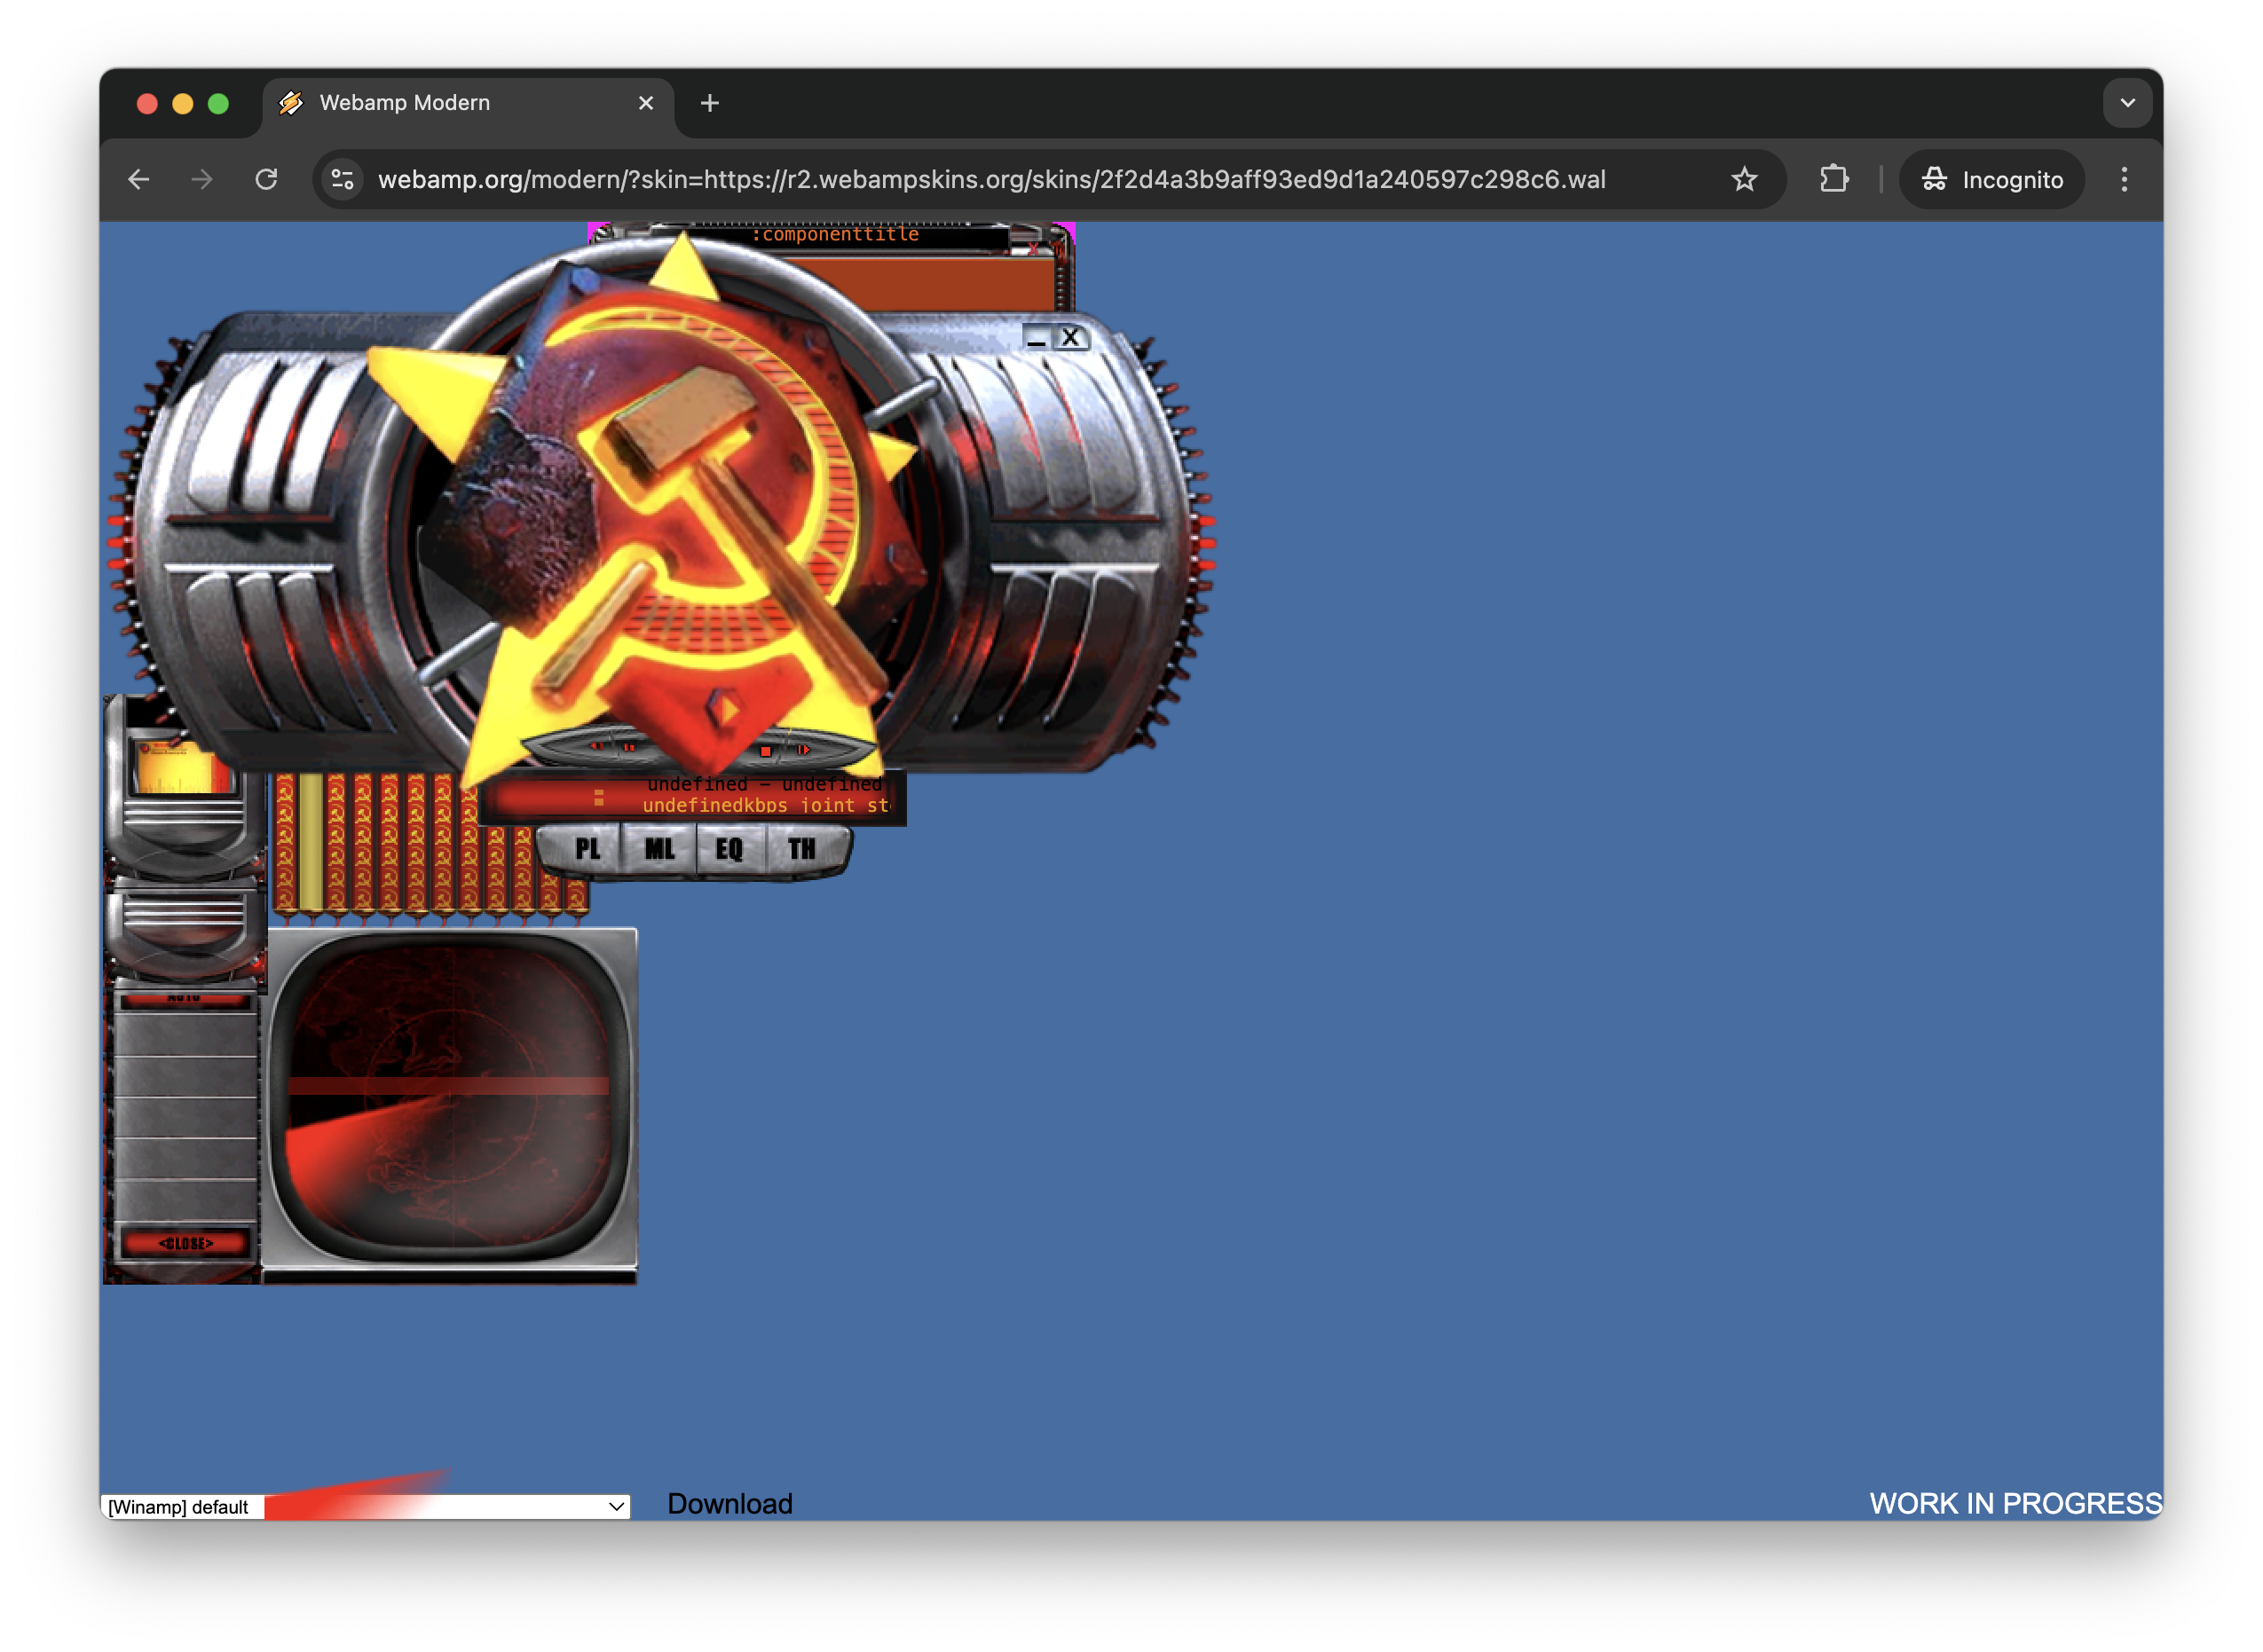 Webamp Modern
webamp.org/modern/?skin=https://r2.webampskins.org/skins/2f2d4a3b9aff93ed9d1a240597c298c6.wal
Incognito
:componenttitle
X
X
undefined - undefined
:
undefinedkbps joint st
PL ML EQ TH
AUTO
<CLOSE>
[Winamp] default
Download
WORK IN PROGRESS